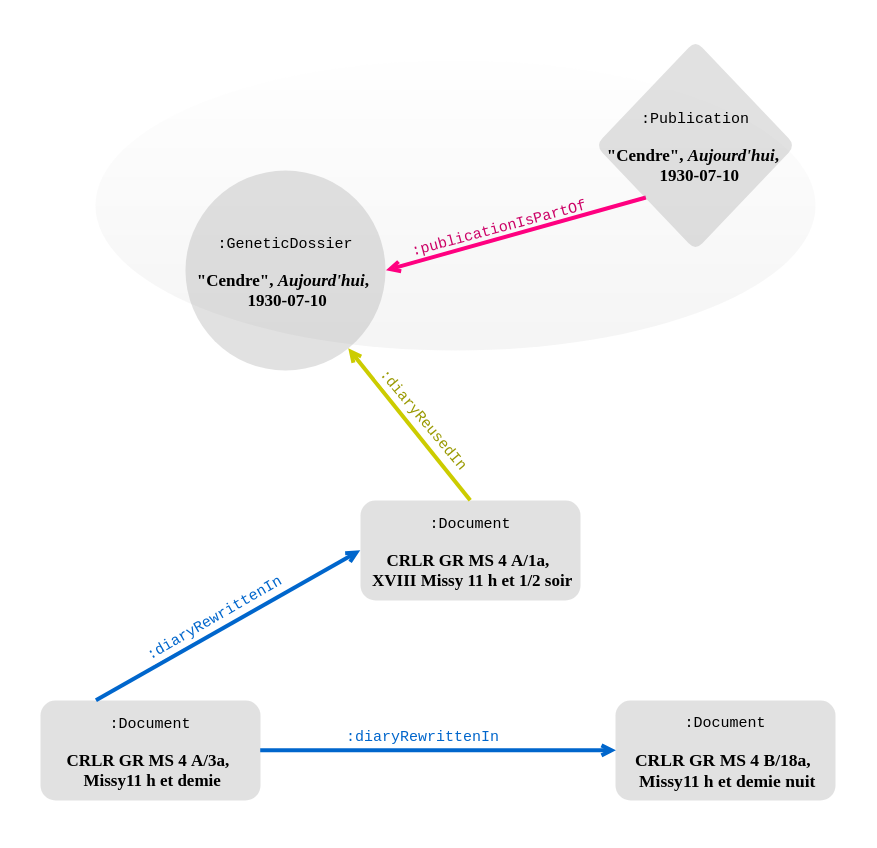 :Publication
"Cendre", Aujourd'hui,
1930-07-10
:publicationIsPartOf
:GeneticDossier
"Cendre", Aujourd'hui,
1930-07-10
:diaryReusedIn
:Document
CRLR GR MS 4 A/1a,
XVIII Missy 11 h et 1/2 soir
:diaryRewrittenIn
:Document
CRLR GR MS 4 A/3a,
Missy11 h et demie
:diaryRewrittenIn
:Document
CRLR GR MS 4 B/18a,
Missy11 h et demie nuit